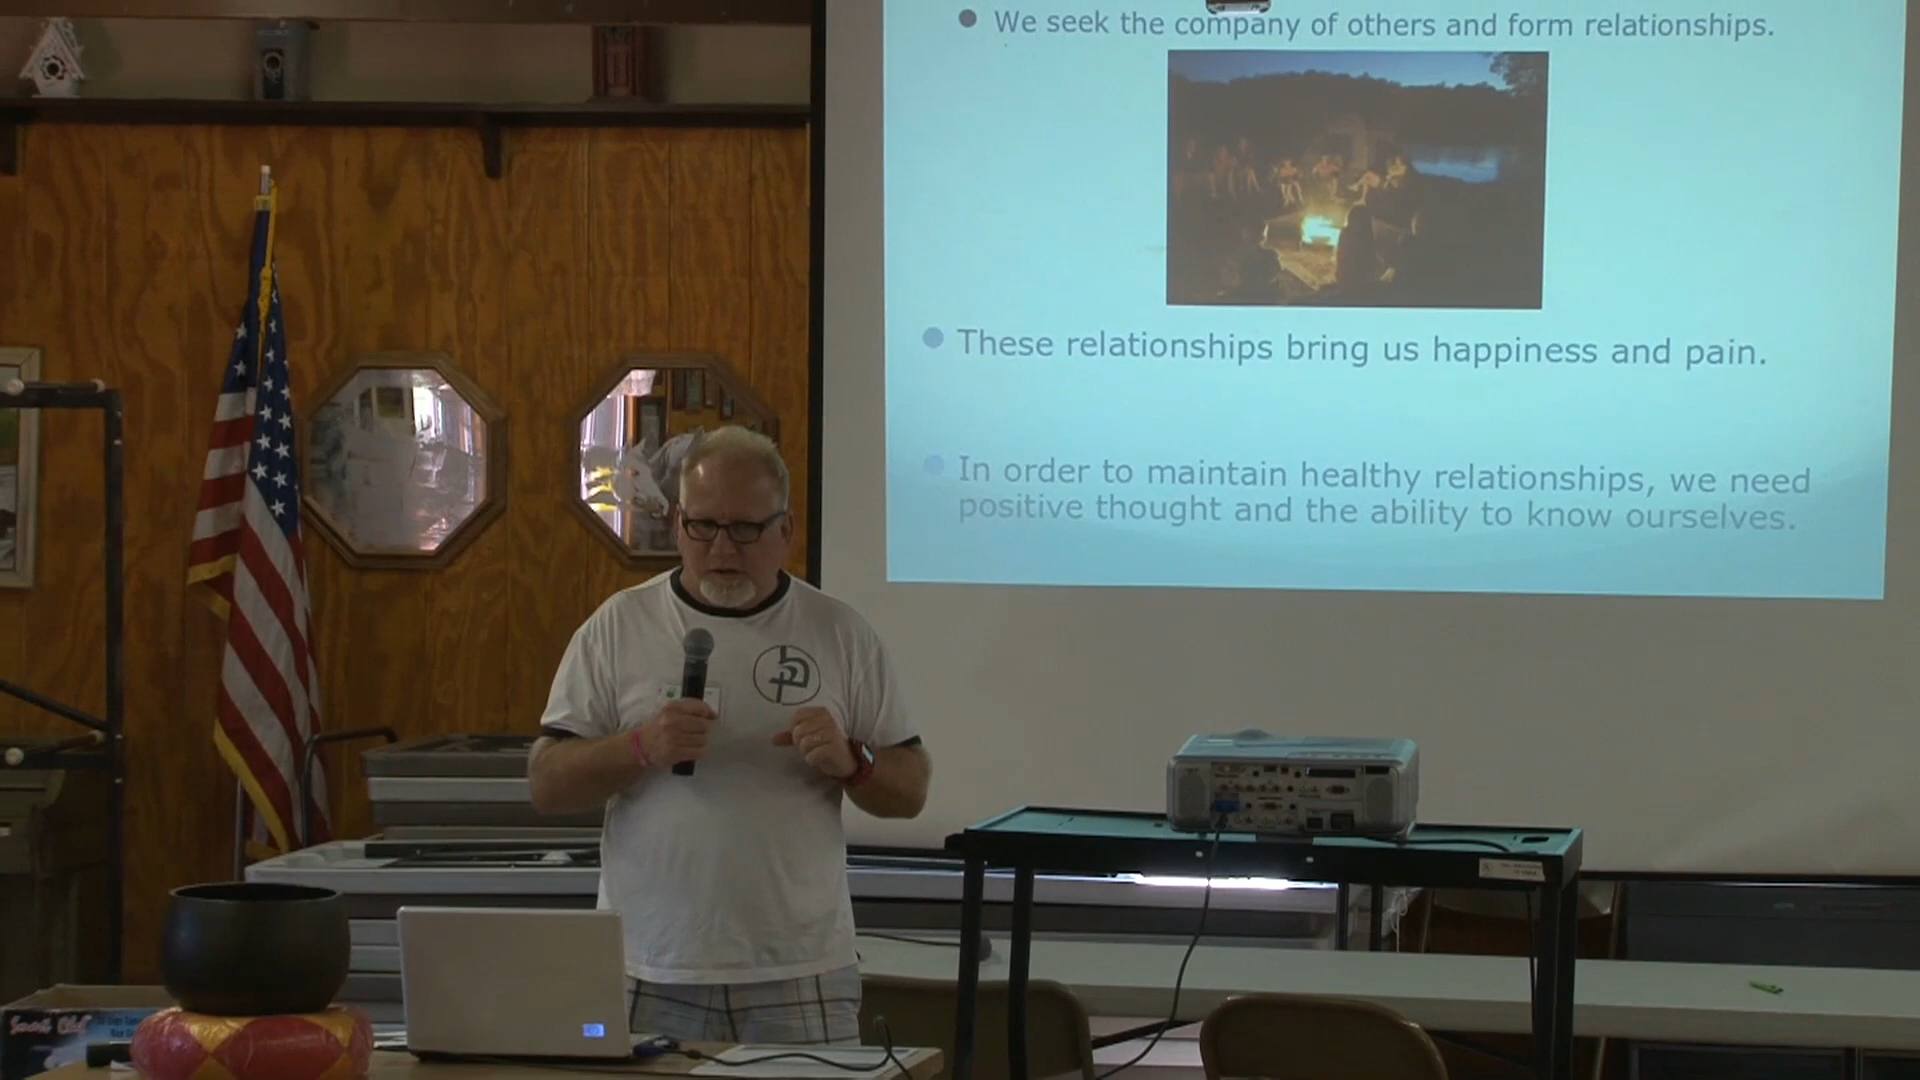 We seek the company of others and form relationships.
These relationships bring us happiness and pain.
In order to maintain healthy relationships, we need
positive thought and the ability to know ourselves.
hp